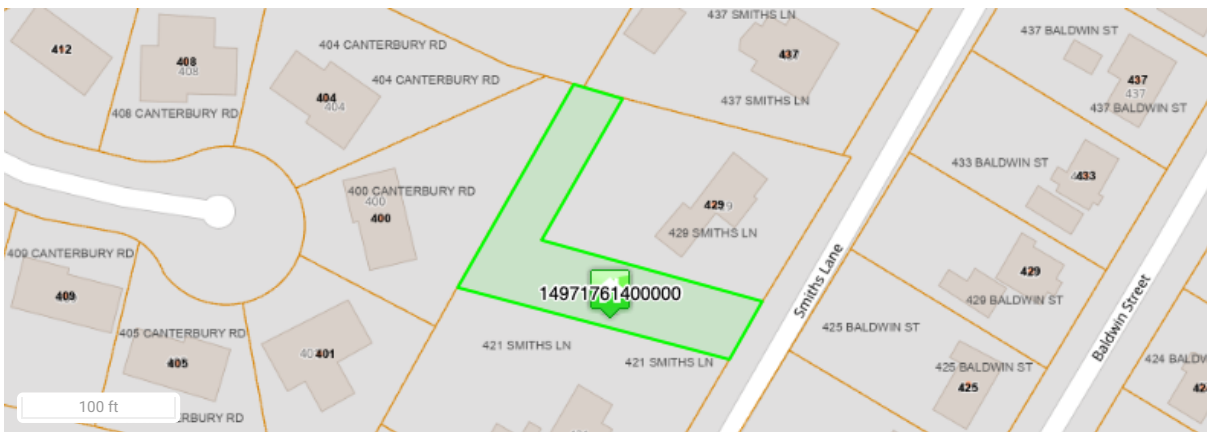 437 SMITHS LN
437 BALDWIN ST
404 CANTERBURY RD
412
408
408
437
404 CANTERBURY RD
437
437
404
404
437 SMITHS LN
437 BALDWIN ST
408 CANTERBURY RD
433 BALDWIN ST
433
400 CANTERBURY RD
400
400
429
429 SMITHS LN
409 CANTERBURY RD
Smiths Lane
429
429 BALDWIN ST
14971761400000
409
405 CANTERBURY RD
425 BALDWIN ST
Baldwin Street
421 SMITHS LN
401
405
421 SMITHS LN
425 BALDWIN ST
424 BALDW
425
42
100 ft
ERBURY RD